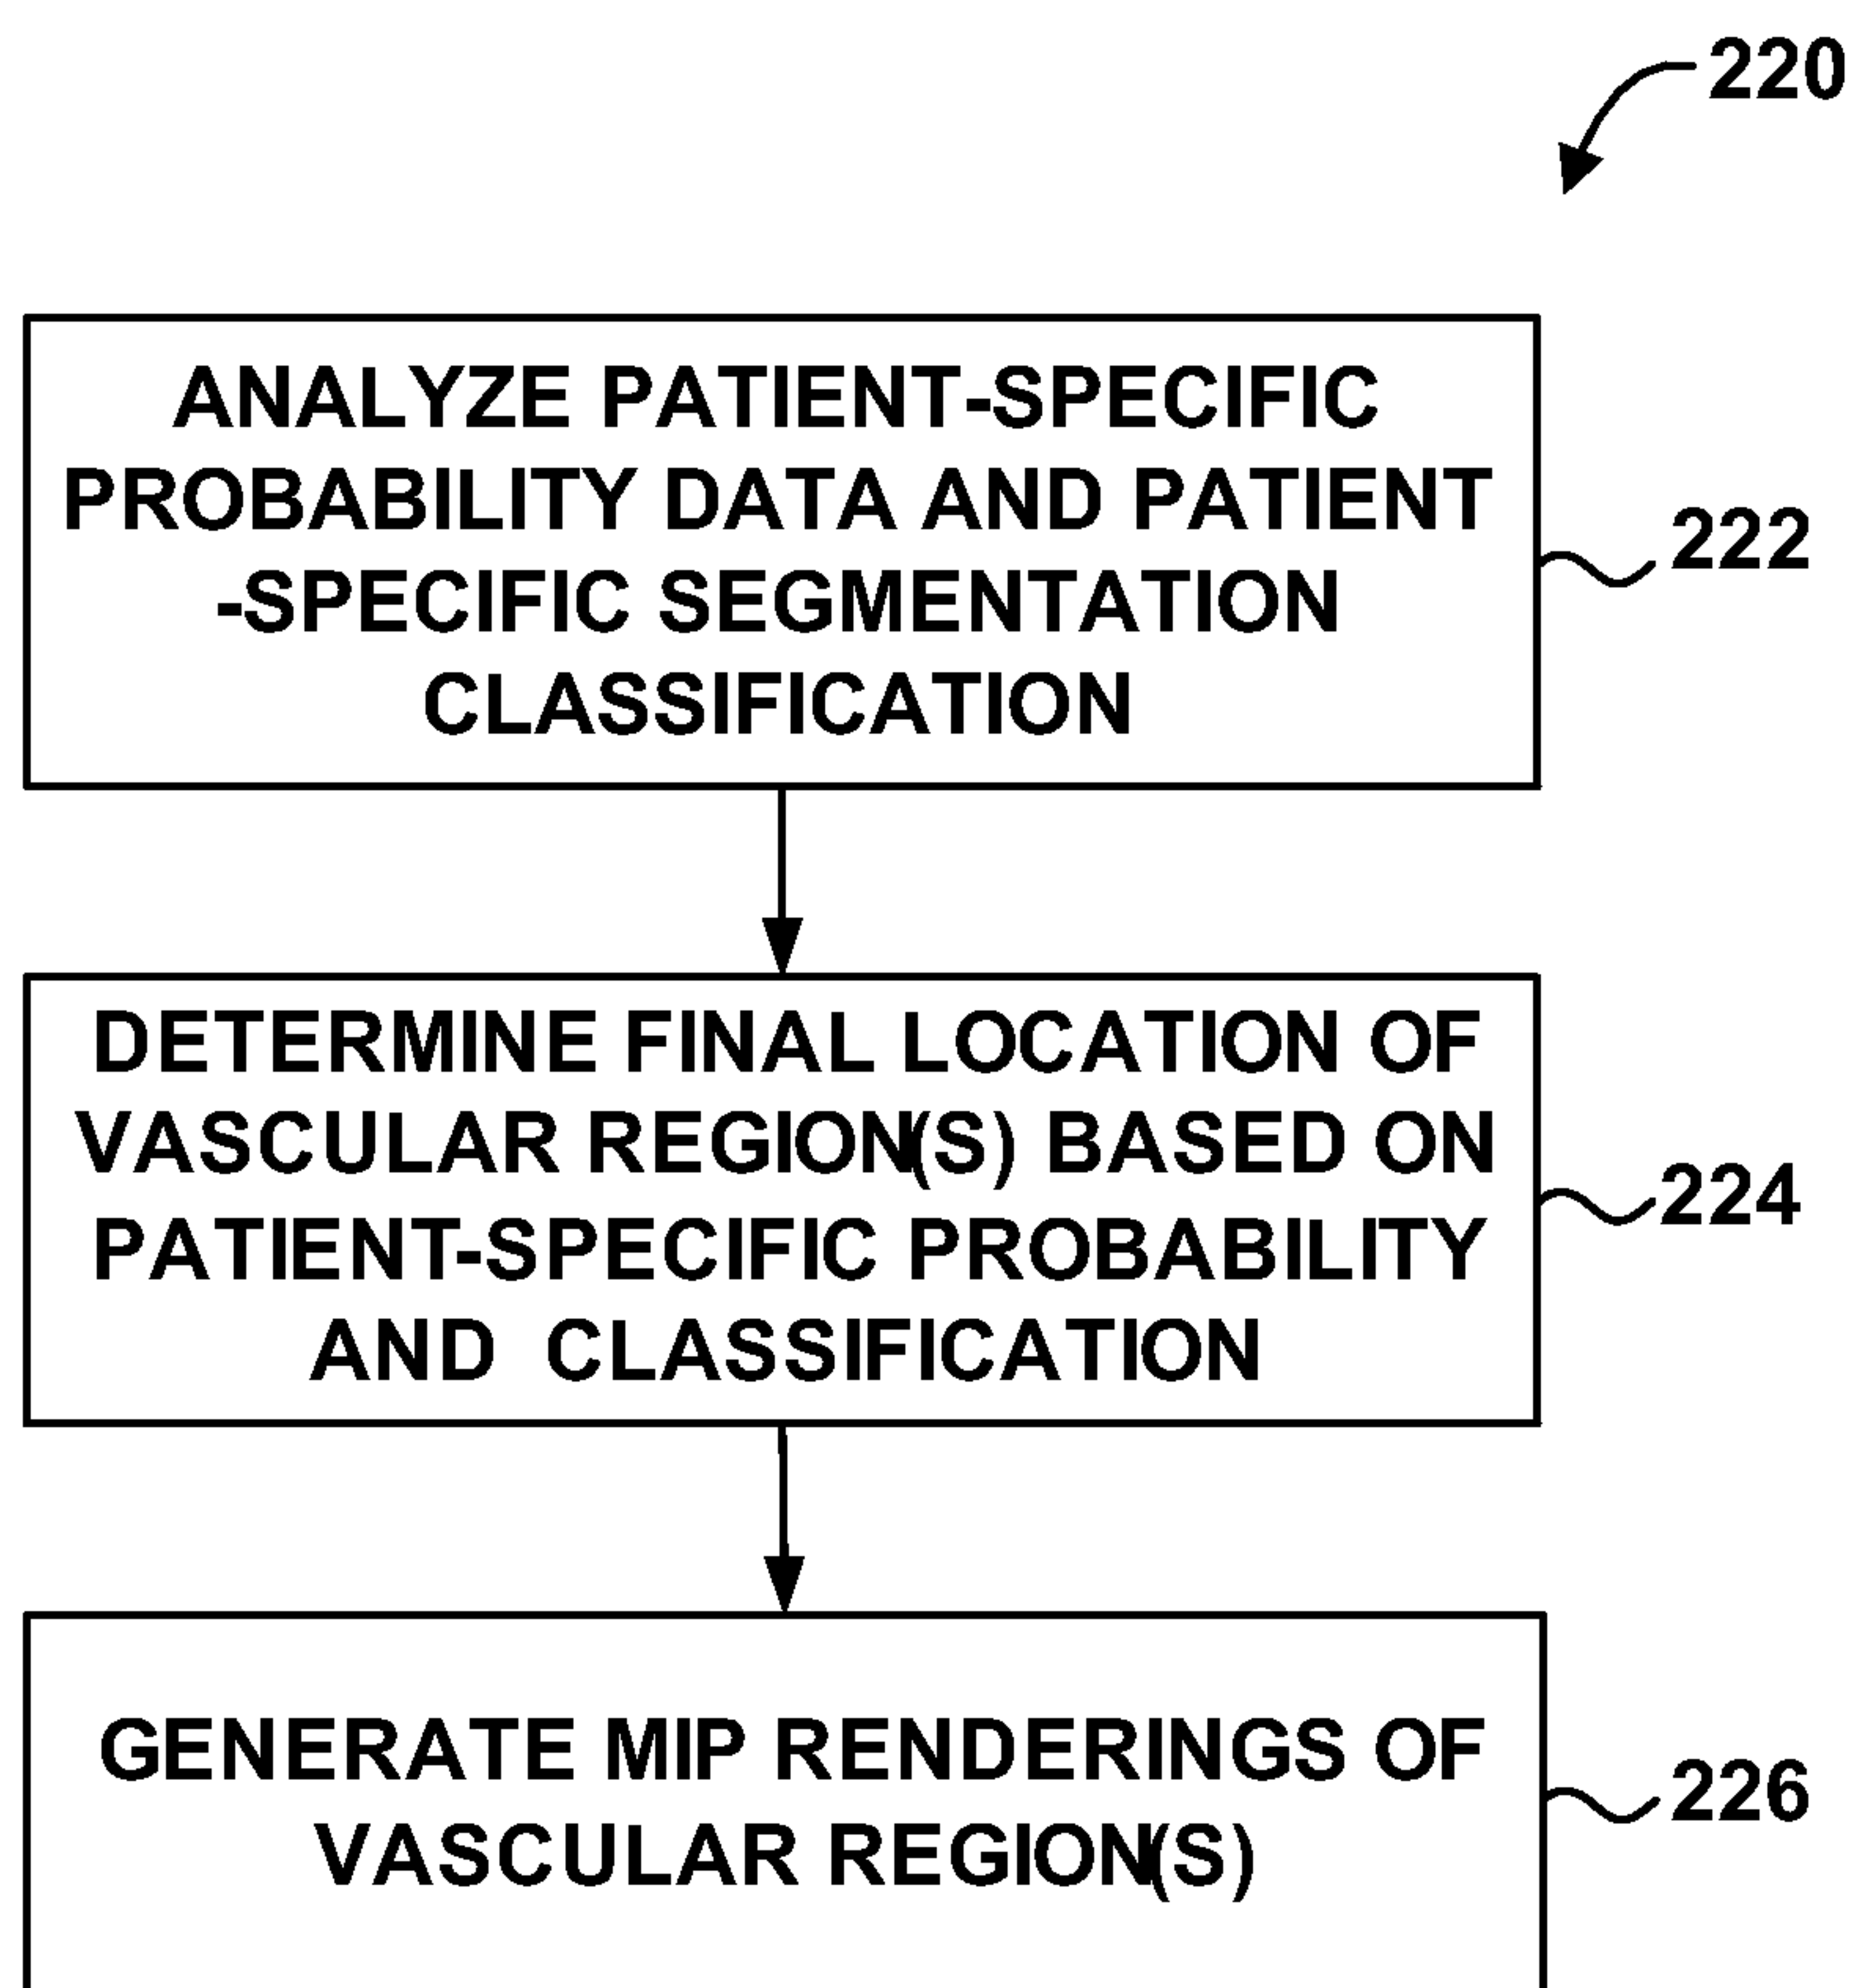 220
ANALYZE PATIENT-SPECIFIC
PROBABILITY DATA AND PATIENT
-SPECIFIC SEGMENTATION
CLASSIFICATION
222
DETERMINE FINAL LOCATION OF
VASCULAR REGION(S) BASED ON
PATIENT-SPECIFIC PROBABILITY
AND CLASSIFICATION
224
GENERATE MIP RENDERINGS OF
VASCULAR REGION(S)
226